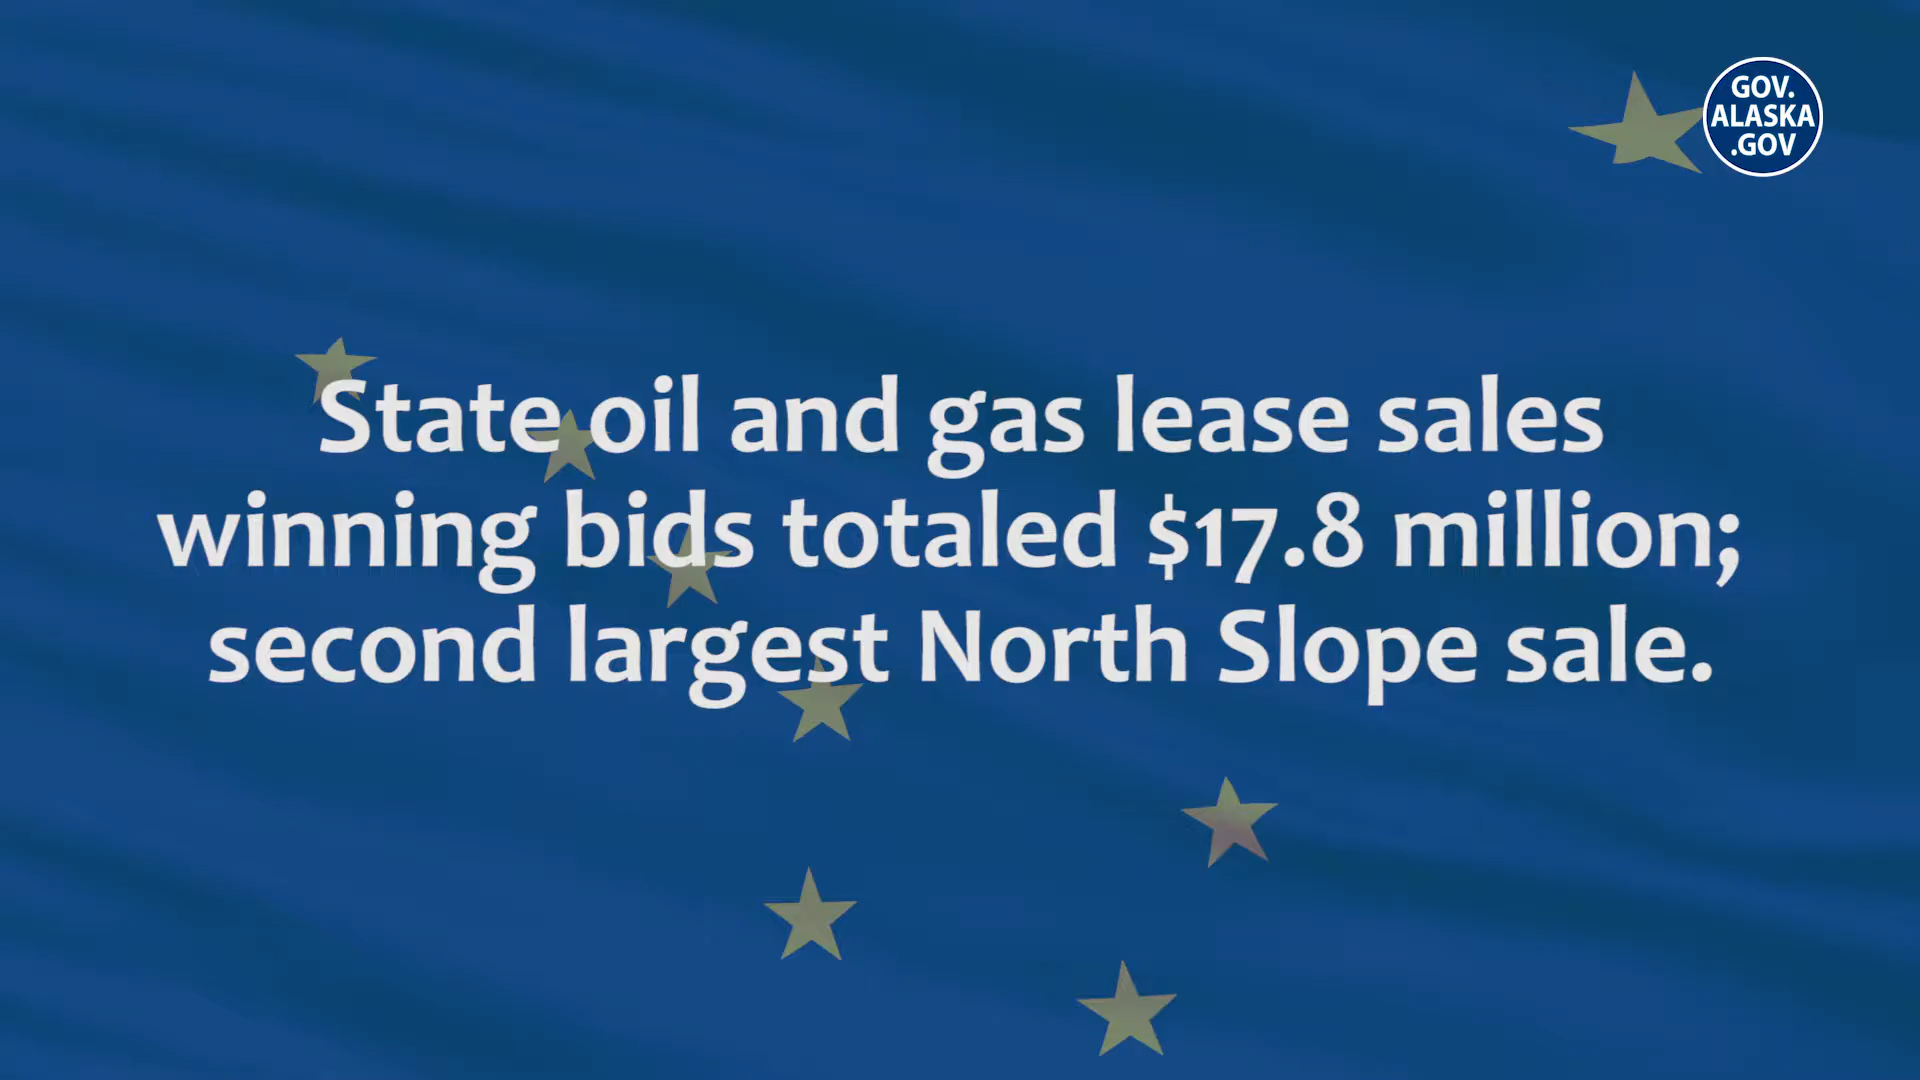 GOV.
ALASKA
.GOV
State oil and gas lease sales
winning bids totaled $17.8 million;
second largest North Slope sale.